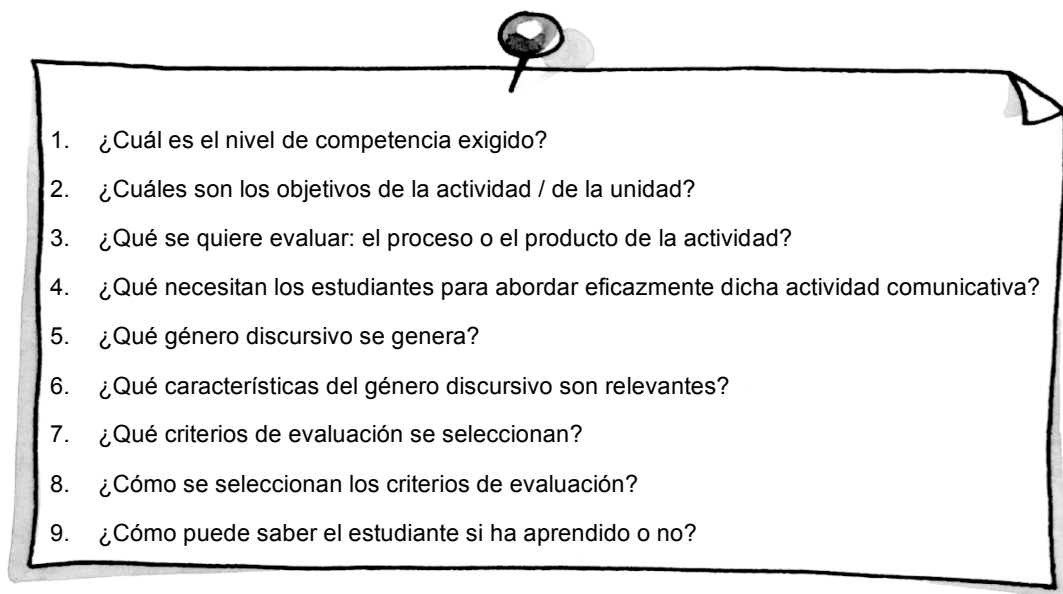 1. ¿Cuál es el nivel de competencia exigido?
2. ¿Cuáles son los objetivos de la actividad / de la unidad?
3. ¿Qué se quiere evaluar: el proceso o el producto de la actividad?
4. ¿Qué necesitan los estudiantes para abordar eficazmente dicha actividad comunicativa?
5. ¿Qué género discursivo se genera?
6. ¿Qué características del género discursivo son relevantes?
7. ¿Qué criterios de evaluación se seleccionan?
8. ¿Cómo se seleccionan los criterios de evaluación?
9. ¿Cómo puede saber el estudiante si ha aprendido o no?